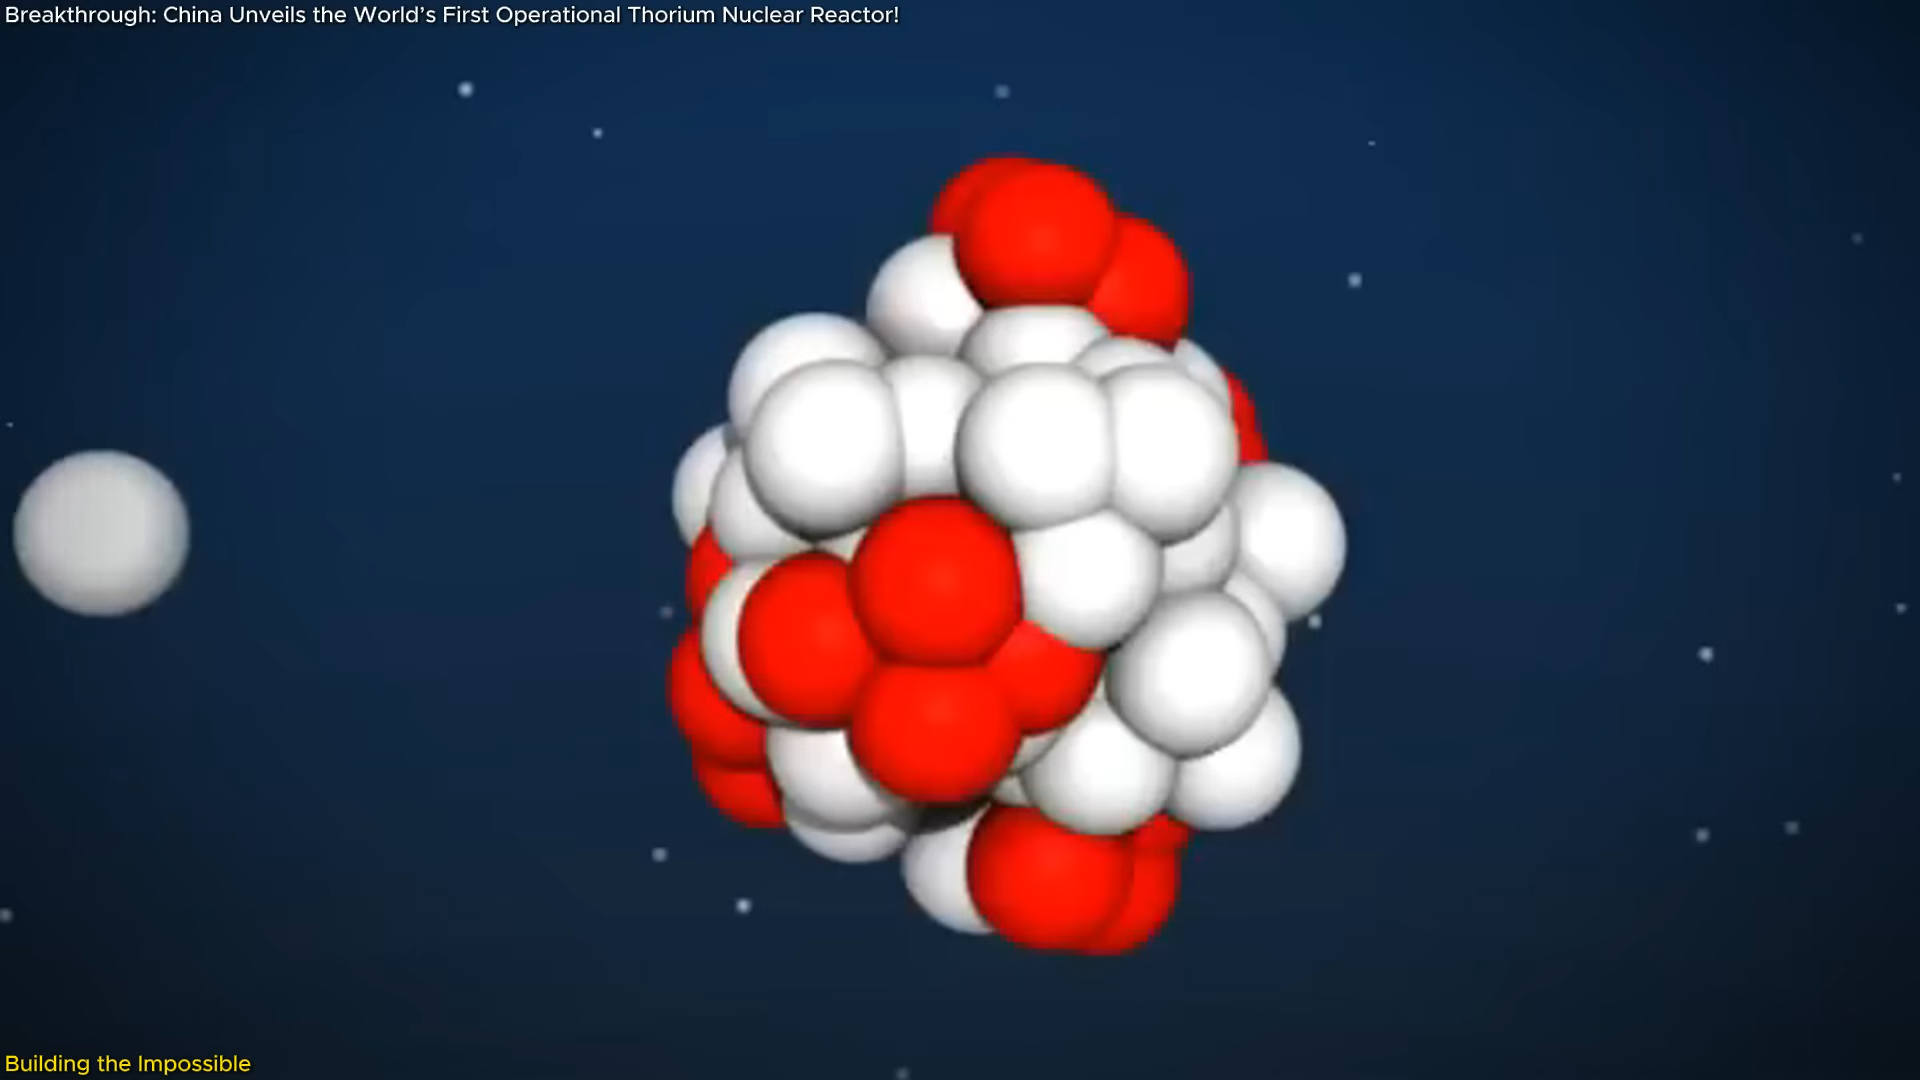 Breakthrough: China Unveils the World’s First Operational Thorium Nuclear Reactor!
Building the Impossible